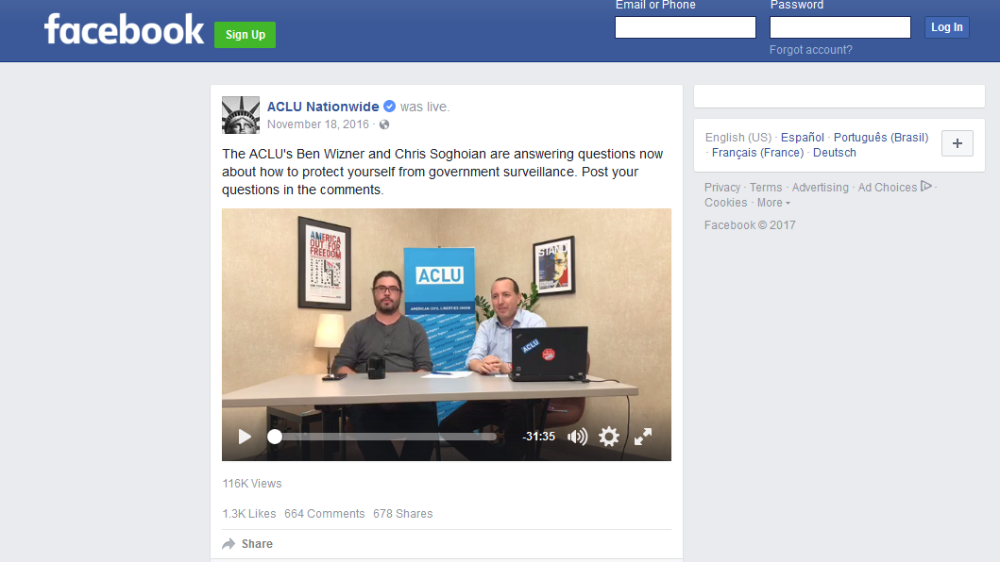 facebook
Sign Up
Email or Phone
Password
Log In
Forgot account?
ACLU Nationwide was live.
November 18, 2016 ·
The ACLU's Ben Wizner and Chris Soghoian are answering questions now
about how to protect yourself from government surveillance. Post your
questions in the comments.
AMERICA
OUT FOR
FREEDOM
ACLU
AMERICAN CIVIL LIBERTIES UNION
STAND
ACLU
-31:35
116K Views
1.3K Likes 664 Comments 678 Shares
Share
English (US) · Español · Português (Brasil)
· Français (France) · Deutsch
+
Privacy · Terms · Advertising · Ad Choices ·
Cookies · More
Facebook © 2017